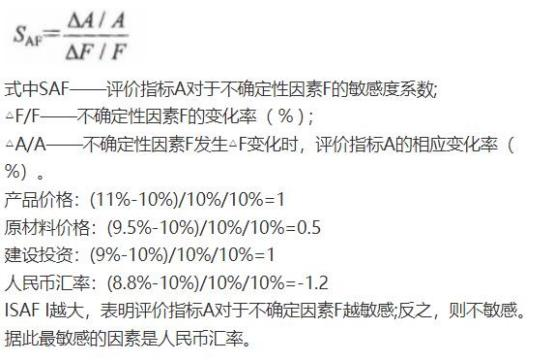 S_AF = (ΔA / A) / (ΔF / F)
式中SAF——评价指标A对于不确定性因素F的敏感度系数;
△F/F——不确定性因素F的变化率（%）;
△A/A——不确定性因素F发生△F变化时，评价指标A的相应变化率（
%）。
产品价格：(11%-10%)/10%/10%=1
原材料价格：(9.5%-10%)/10%/10%=0.5
建设投资：(9%-10%)/10%/10%=1
人民币汇率：(8.8%-10%)/10%/10%=-1.2
ISAF I越大，表明评价指标A对于不确定因素F越敏感;反之，则不敏感。
据此最敏感的因素是人民币汇率。